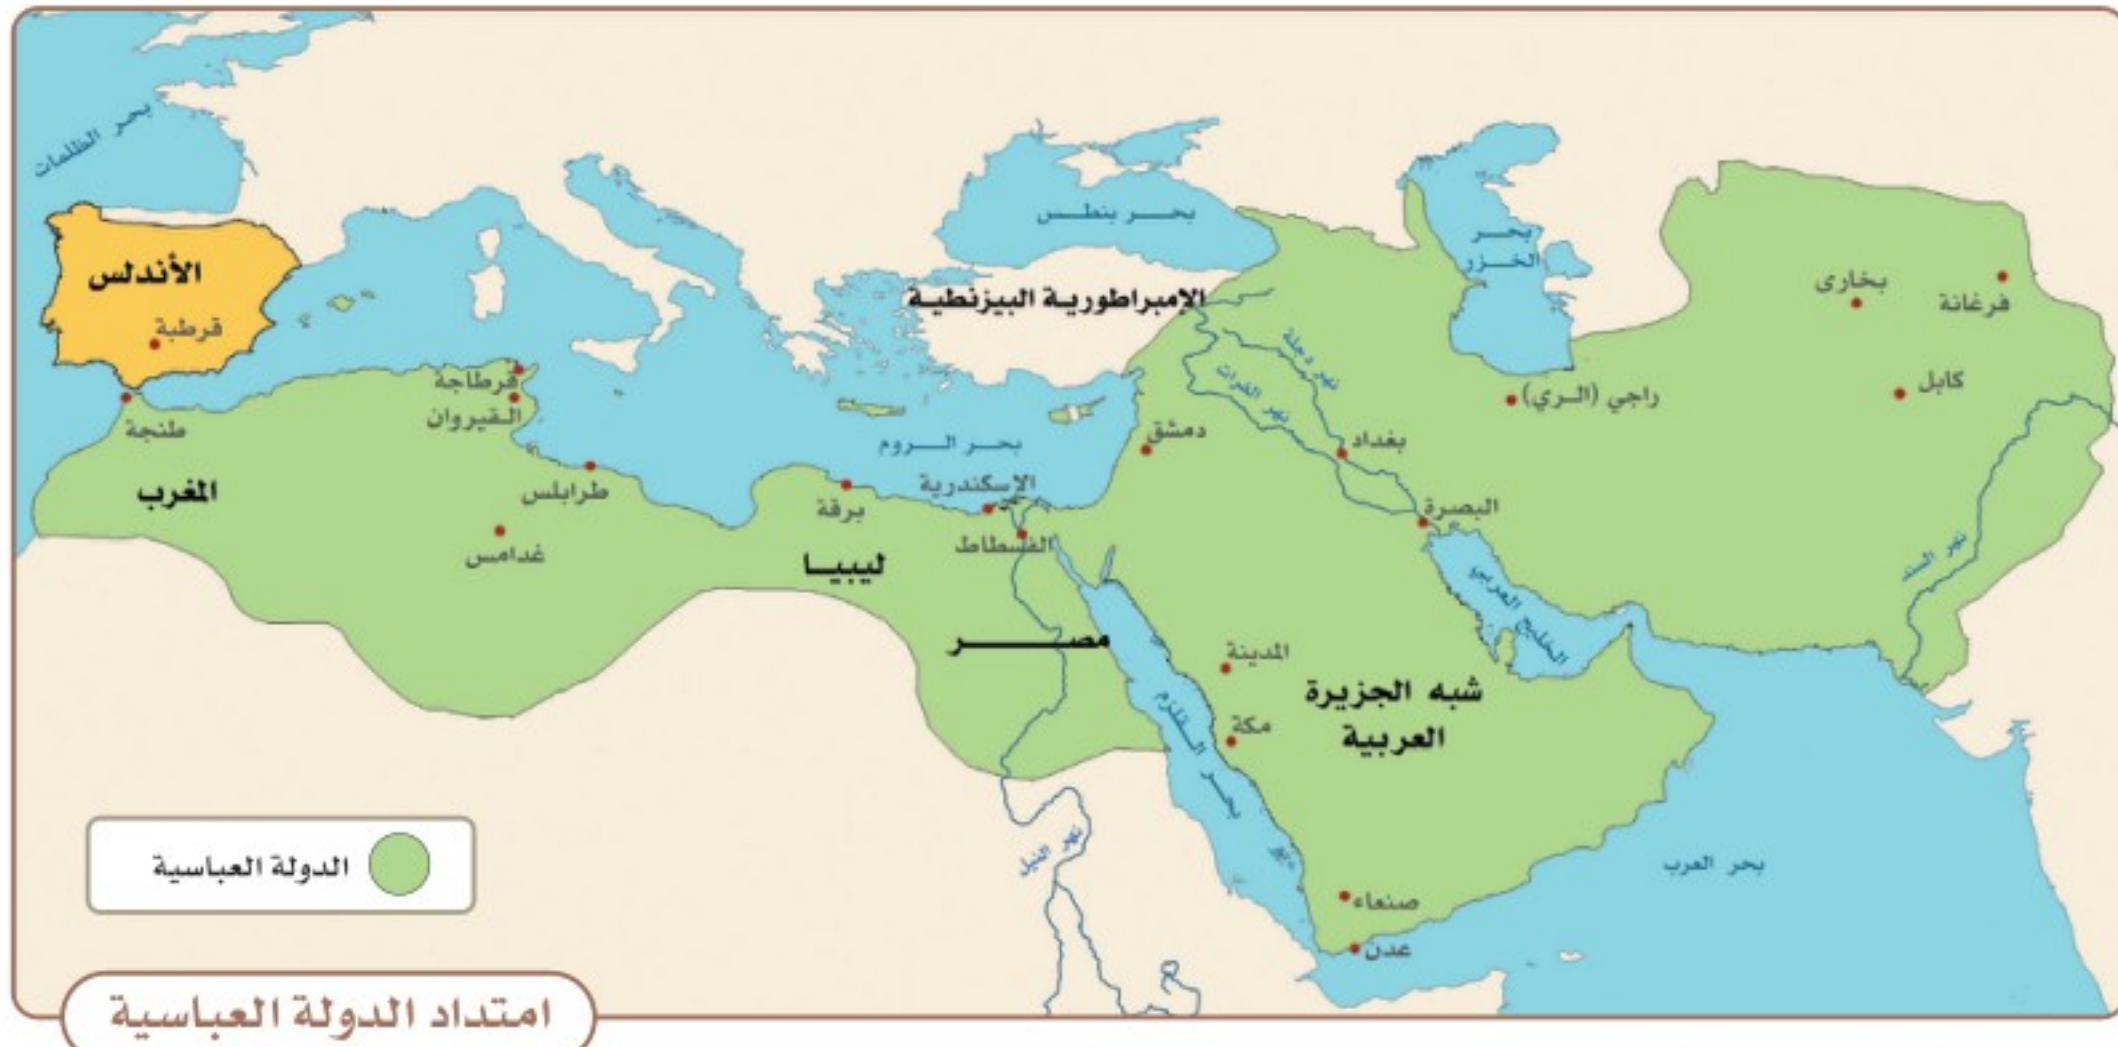 بحر الظلمات
الأندلس
قرطبة
بحر بنطس
بحر
الخزر
الإمبراطورية البيزنطية
بخارى
فرغانة
كابل
راجي (الري)
نهر دجلة
نهر الفرات
قرطاجة
القيروان
طنجة
المغرب
طرابلس
غدامس
بحر الروم
دمشق
بغداد
البصرة
الإسكندرية
برقة
الفسطاط
ليبيا
مصر
نهر السند
الخليج العربي
المدينة
مكة
شبه الجزيرة
العربية
بحر القلزم
نهر النيل
بحر العرب
صنعاء
عدن
الدولة العباسية
امتداد الدولة العباسية